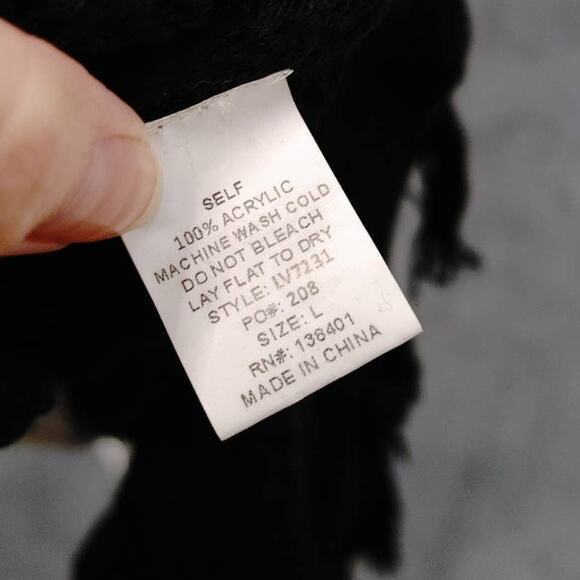 SELF
100% ACRYLIC
MACHINE WASH COLD
DO NOT BLEACH
LAY FLAT TO DRY
STYLE: LV7231
PO#: 208
SIZE: L
RN#: 138401
MADE IN CHINA